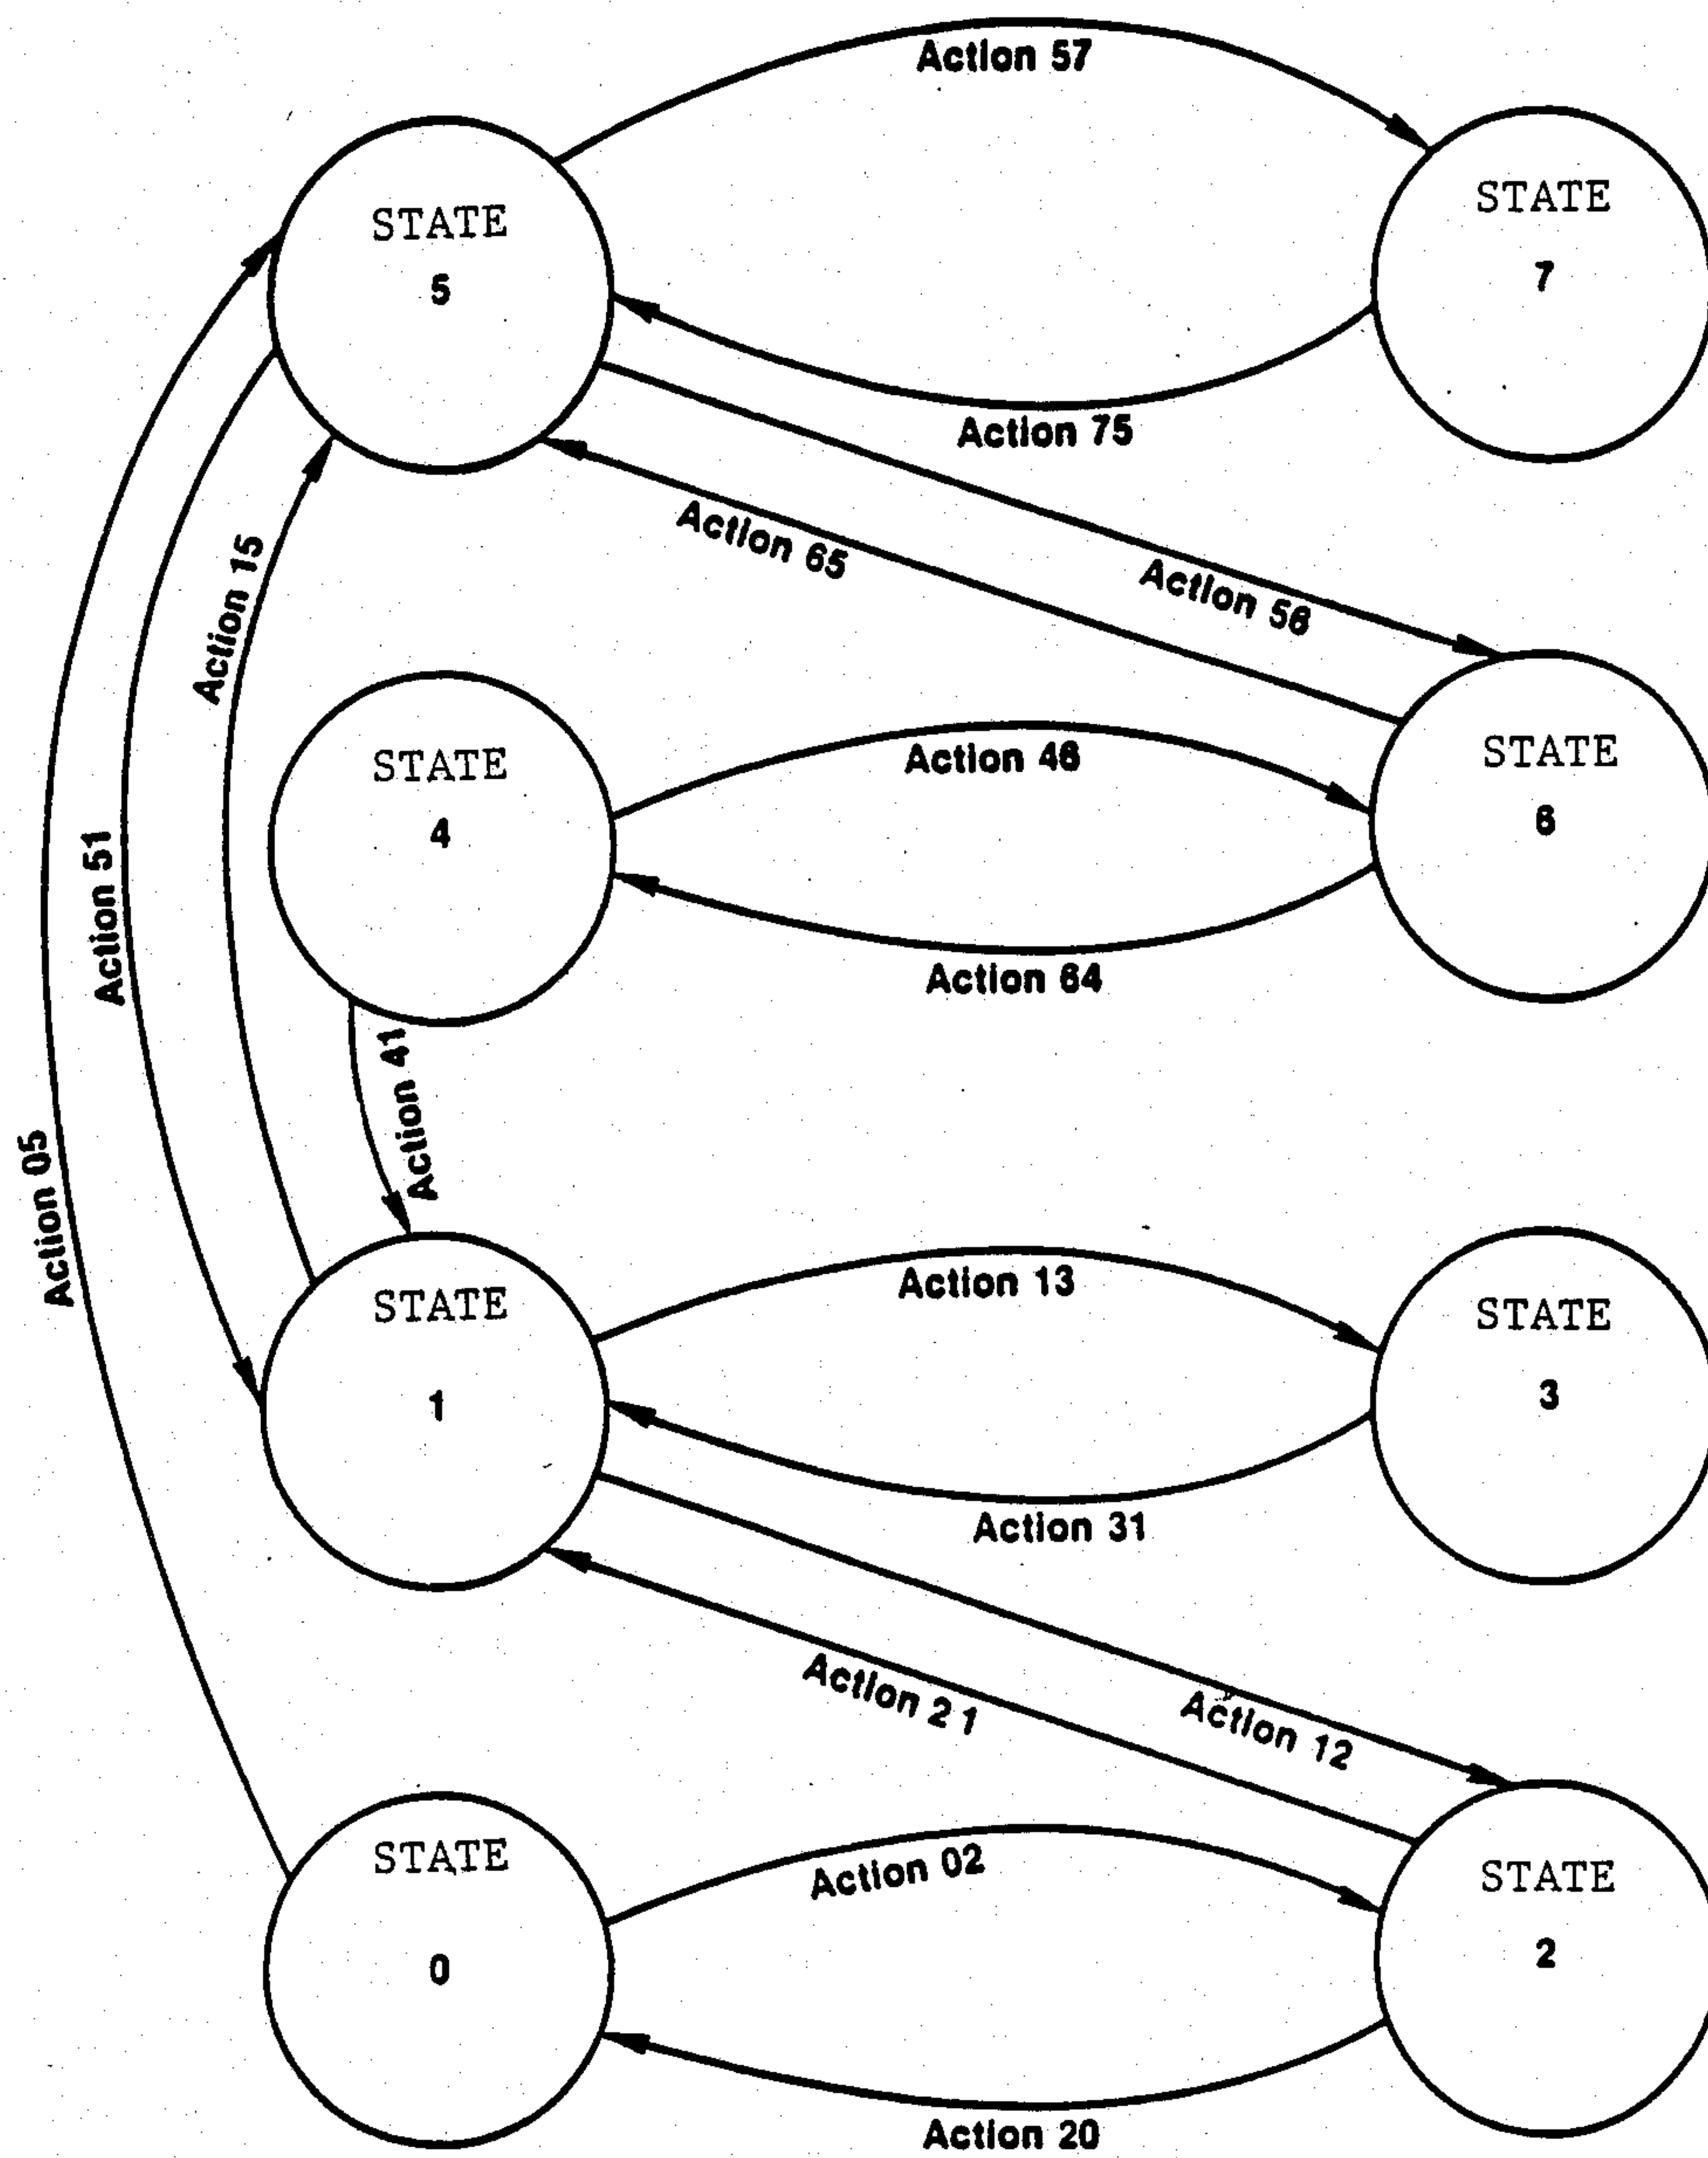 Action 57
STATE
5
STATE
7
Action 75
Action 65
Action 56
Action 15
STATE
4
Action 46
STATE
6
Action 51
Action 64
Action 41
Action 05
STATE
1
Action 13
STATE
3
Action 31
Action 21
Action 12
STATE
0
Action 02
STATE
2
Action 20